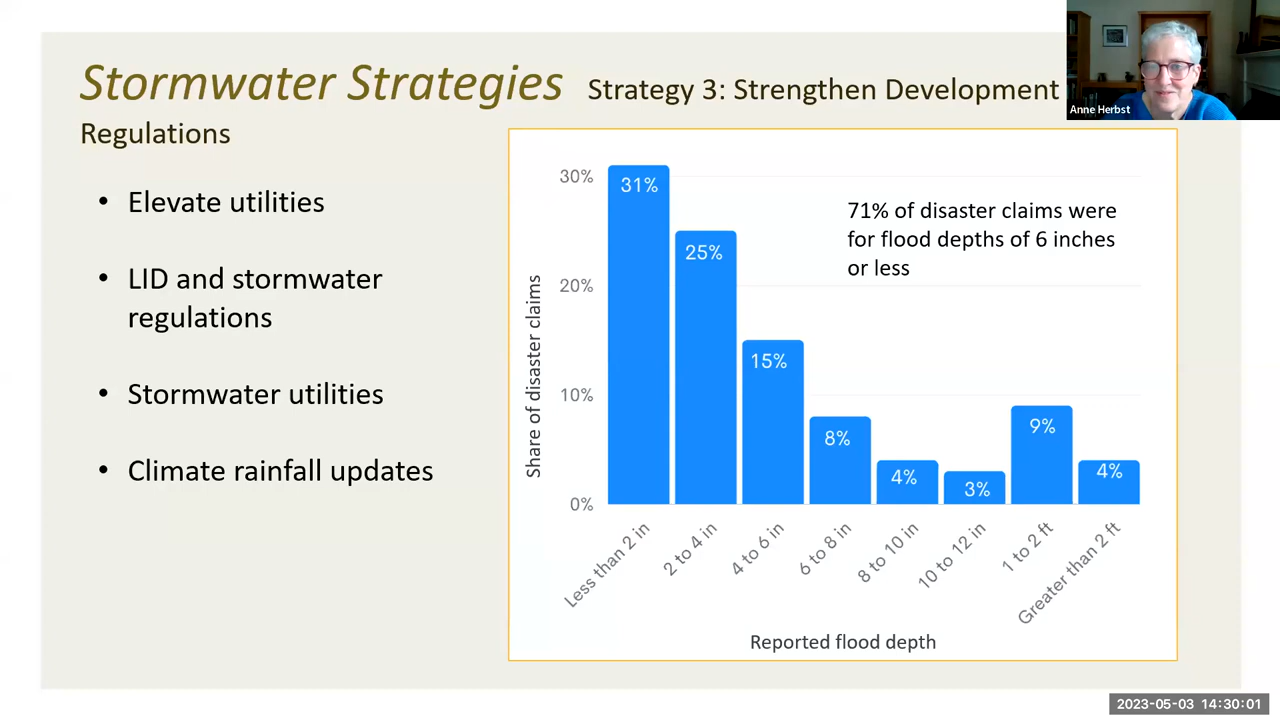 Stormwater Strategies Strategy 3: Strengthen Development
Regulations
Anne Herbst
• Elevate utilities
• LID and stormwater
regulations
• Stormwater utilities
• Climate rainfall updates
71% of disaster claims were
for flood depths of 6 inches
or less
Share of disaster claims
30%
20%
10%
0%
31%
25%
15%
8%
4%
3%
9%
4%
Less than 2 in
2 to 4 in
4 to 6 in
6 to 8 in
8 to 10 in
10 to 12 in
1 to 2 ft
Greater than 2 ft
Reported flood depth
2023-05-03 14:30:01